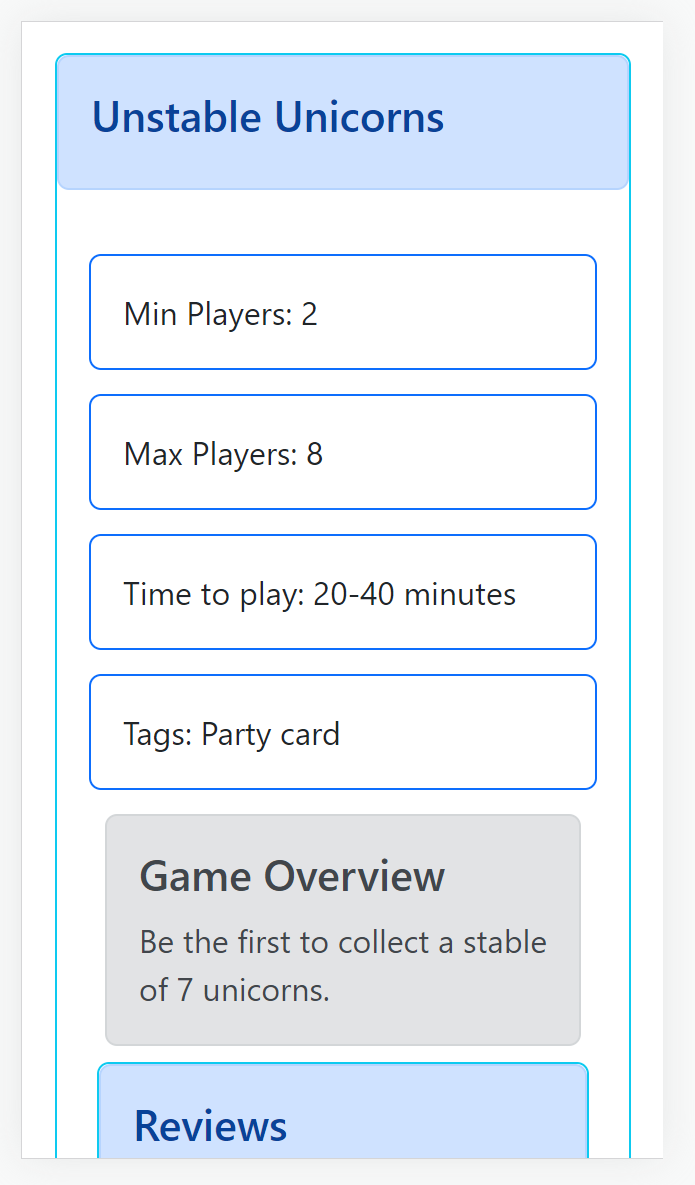 Unstable Unicorns
Min Players: 2
Max Players: 8
Time to play: 20-40 minutes
Tags: Party card
Game Overview
Be the first to collect a stable
of 7 unicorns.
Reviews